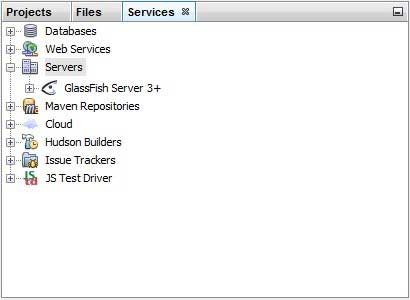 Projects Files Services
Databases
Web Services
Servers
GlassFish Server 3+
Maven Repositories
Cloud
Hudson Builders
Issue Trackers
JS Test Driver